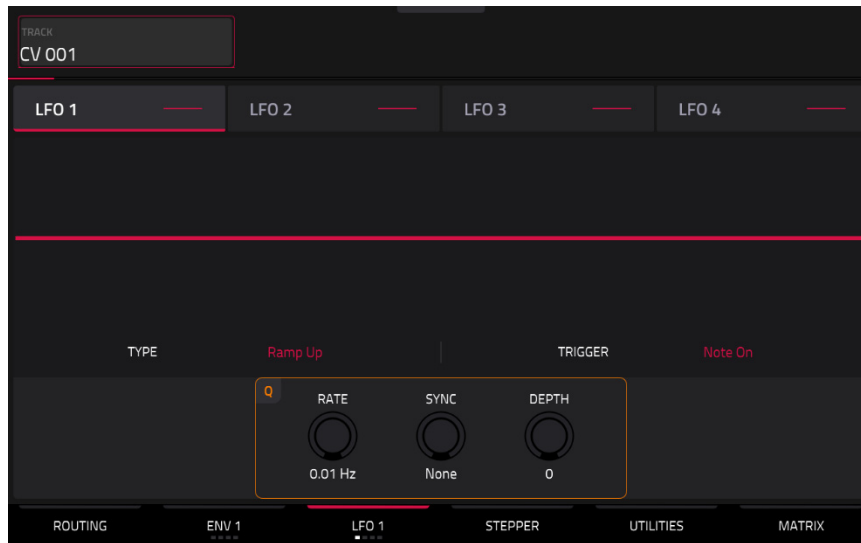 TRACK
CV 001
LFO 1 LFO 2 LFO 3 LFO 4
TYPE Ramp Up TRIGGER Note On
Q RATE SYNC DEPTH
0.01 Hz None 0
ROUTING ENV 1 LFO 1 STEPPER UTILITIES MATRIX